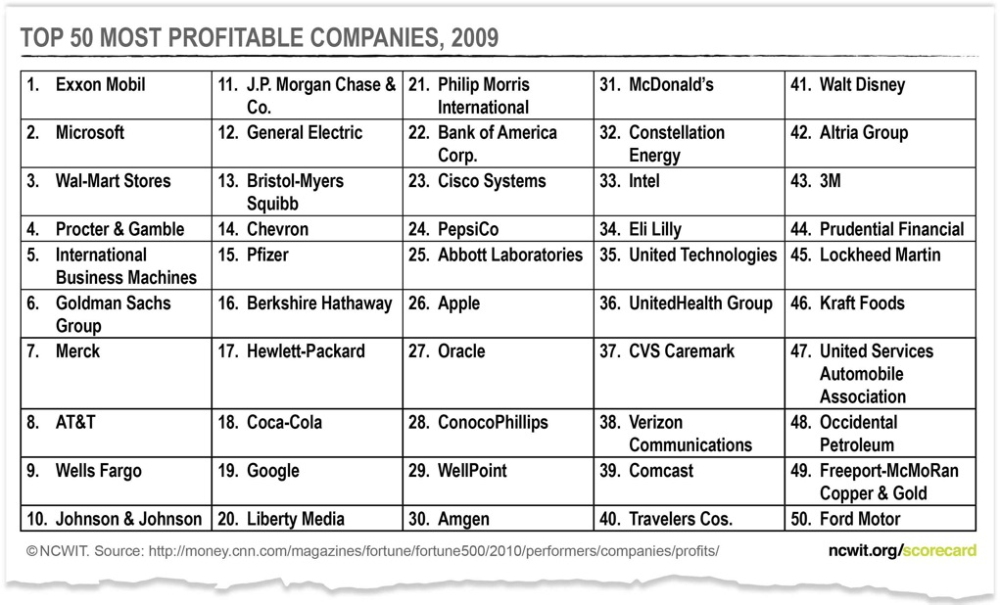 TOP 50 MOST PROFITABLE COMPANIES, 2009
1. Exxon Mobil
2. Microsoft
3. Wal-Mart Stores
4. Procter & Gamble
5. International
Business Machines
6. Goldman Sachs
Group
7. Merck
8. AT&T
9. Wells Fargo
10. Johnson & Johnson
11. J.P. Morgan Chase &
Co.
12. General Electric
13. Bristol-Myers
Squibb
14. Chevron
15. Pfizer
16. Berkshire Hathaway
17. Hewlett-Packard
18. Coca-Cola
19. Google
20. Liberty Media
21. Philip Morris
International
22. Bank of America
Corp.
23. Cisco Systems
24. PepsiCo
25. Abbott Laboratories
26. Apple
27. Oracle
28. ConocoPhillips
29. WellPoint
30. Amgen
31. McDonald's
32. Constellation
Energy
33. Intel
34. Eli Lilly
35. United Technologies
36. UnitedHealth Group
37. CVS Caremark
38. Verizon
Communications
39. Comcast
40. Travelers Cos.
41. Walt Disney
42. Altria Group
43. 3M
44. Prudential Financial
45. Lockheed Martin
46. Kraft Foods
47. United Services
Automobile
Association
48. Occidental
Petroleum
49. Freeport-McMoRan
Copper & Gold
50. Ford Motor
©NCWIT. Source: http://money.cnn.com/magazines/fortune/fortune500/2010/performers/companies/profits/
ncwit.org/scorecard